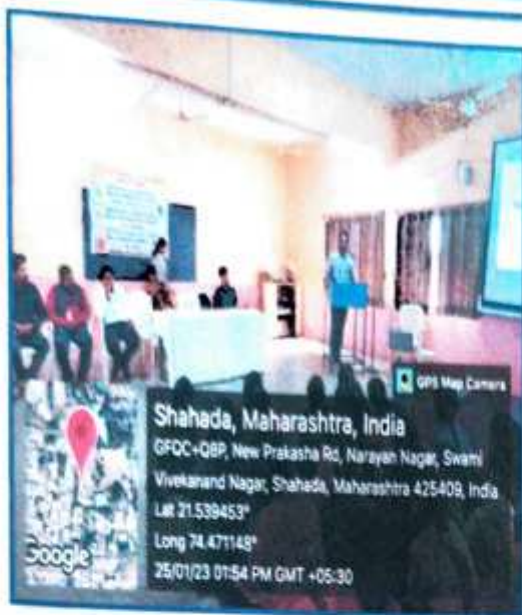 GPS Map Camera
Shahada, Maharashtra, India
GFQC+Q8P, New Prakasha Rd, Narayan Nagar, Swami
Vivekanand Nagar, Shahada, Maharashtra 425409, India
Lat 21.539453°
Long 74.471148°
25/01/23 01:54 PM GMT +05:30
Google